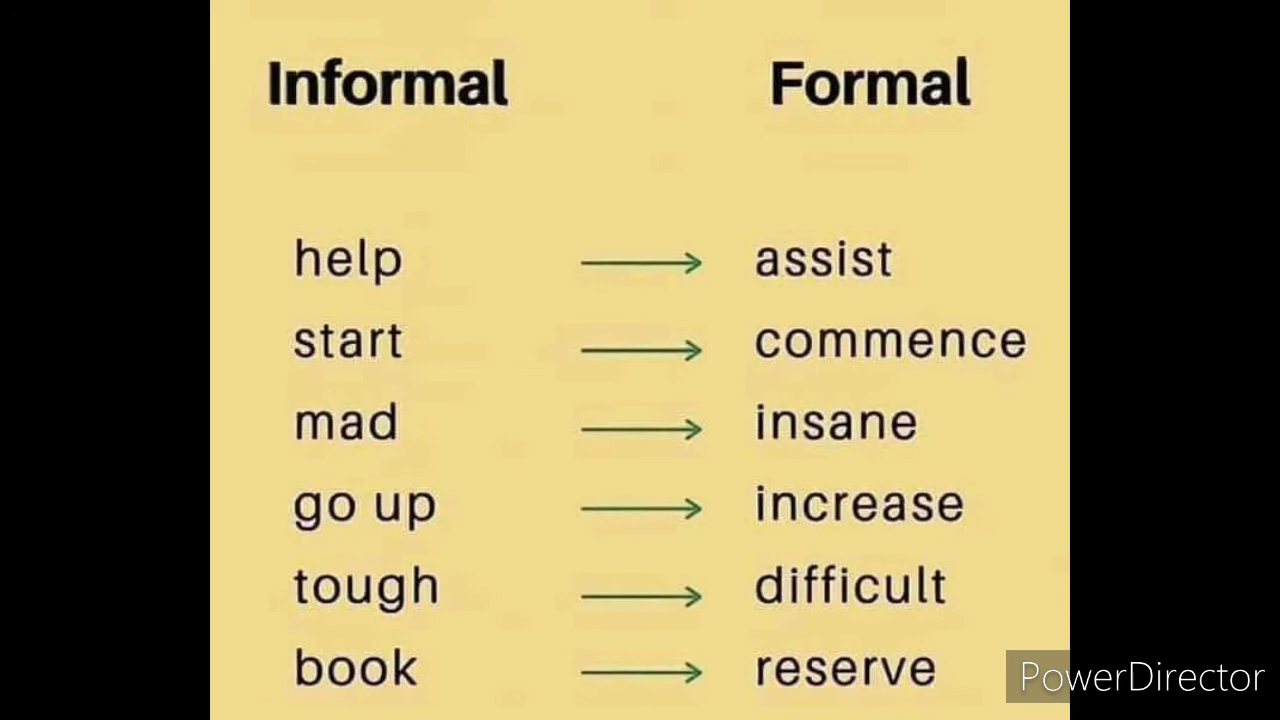 Informal Formal
help → assist
start → commence
mad → insane
go up → increase
tough → difficult
book → reserve
PowerDirector